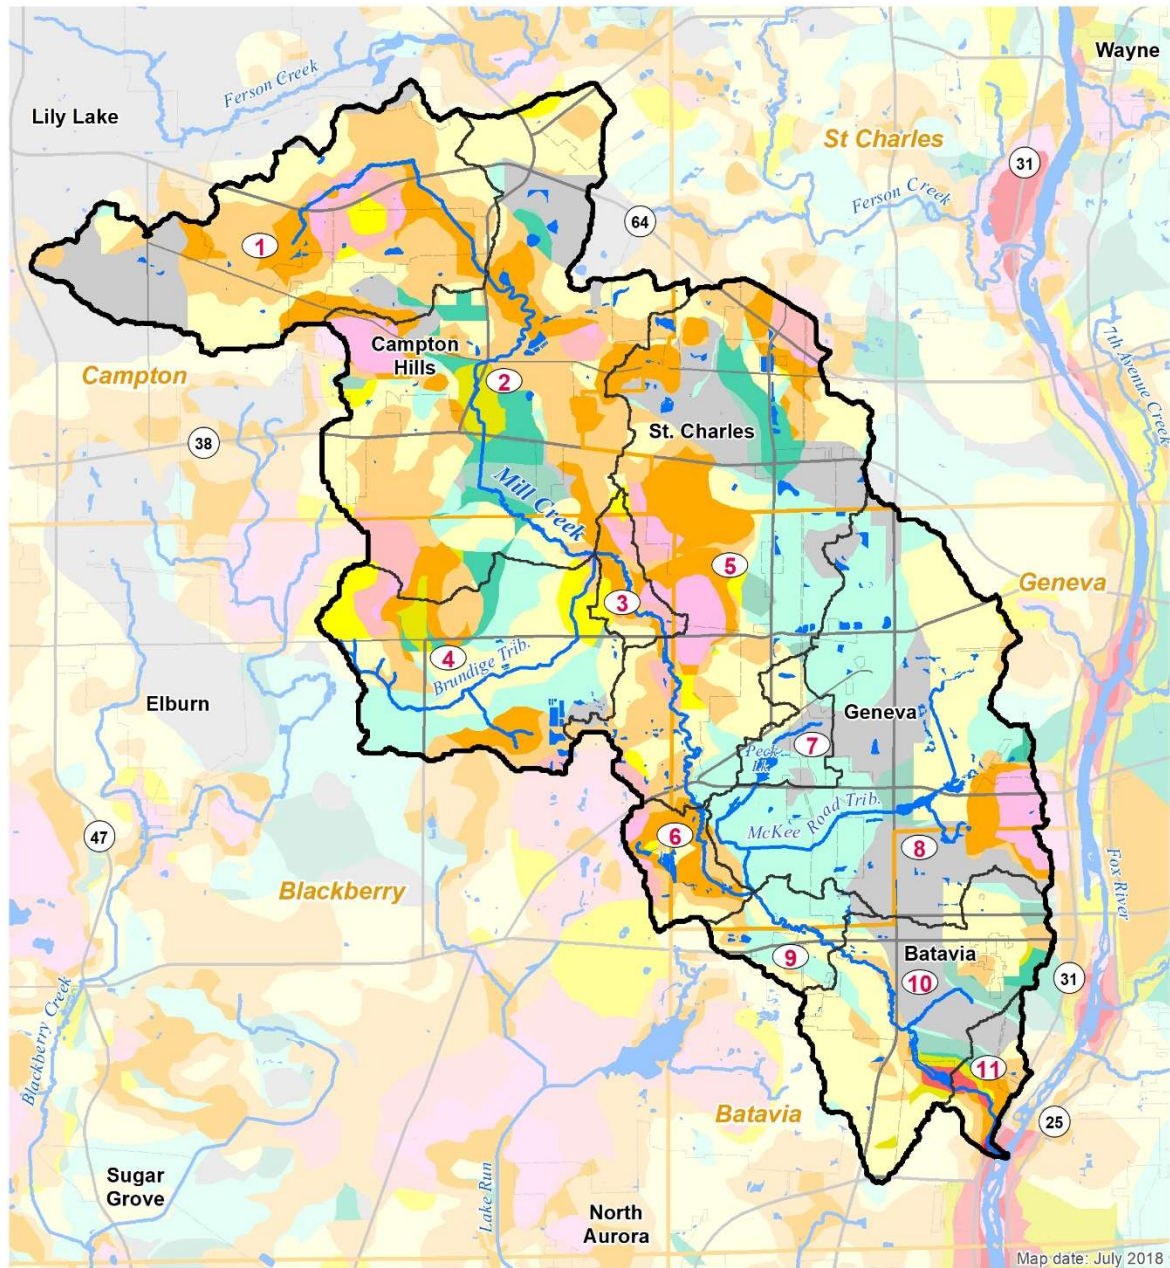 Wayne
Ferson Creek
Lily Lake
St Charles
31
Ferson Creek
64
1
7th Avenue Creek
Campton
Hills
Campton
2
38
St. Charles
Mill Creek
5
Geneva
3
4
Brundige Trib.
Elburn
Geneva
7
Peck
Lk.
McKee Road Trib.
6
47
8
Fox River
Blackberry
9
Batavia
10
31
Blackberry Creek
11
Batavia
25
Sugar
Grove
Lake Run
North
Aurora
Map date: July 2018